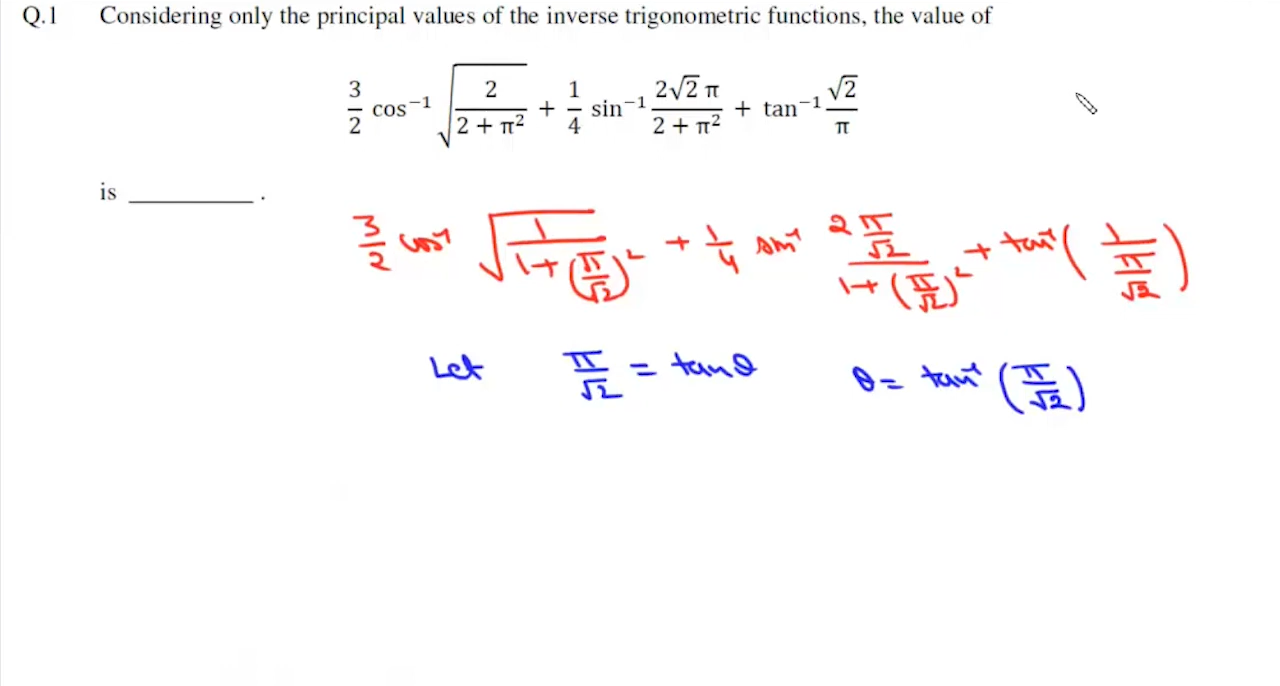 Q.1 Considering only the principal values of the inverse trigonometric functions, the value of
3/2 cos⁻¹ √(2/(2 + π²)) + 1/4 sin⁻¹ (2√2 π)/(2 + π²) + tan⁻¹ √2/π
is __________ .
3/2 cos⁻¹ √(1/(1+(π/√2)²)) + 1/4 sin⁻¹ (2 π/√2)/(1+(π/√2)²) + tan⁻¹(1/(π/√2))
Let π/√2 = tanθ θ = tan⁻¹(π/√2)